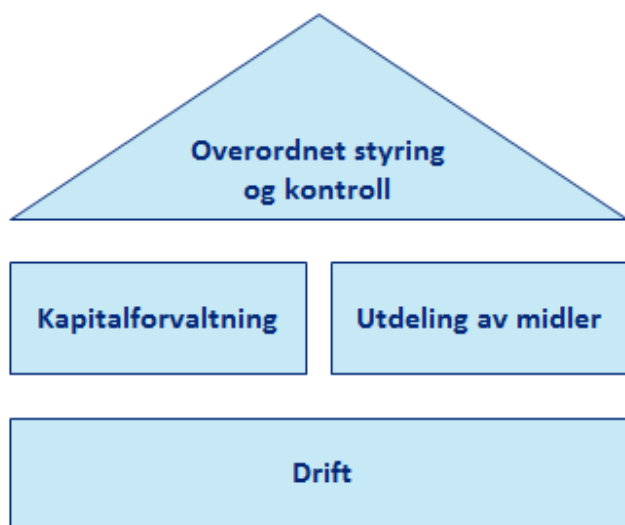 Overordnet styring
og kontroll
Kapitalforvaltning
Utdeling av midler
Drift